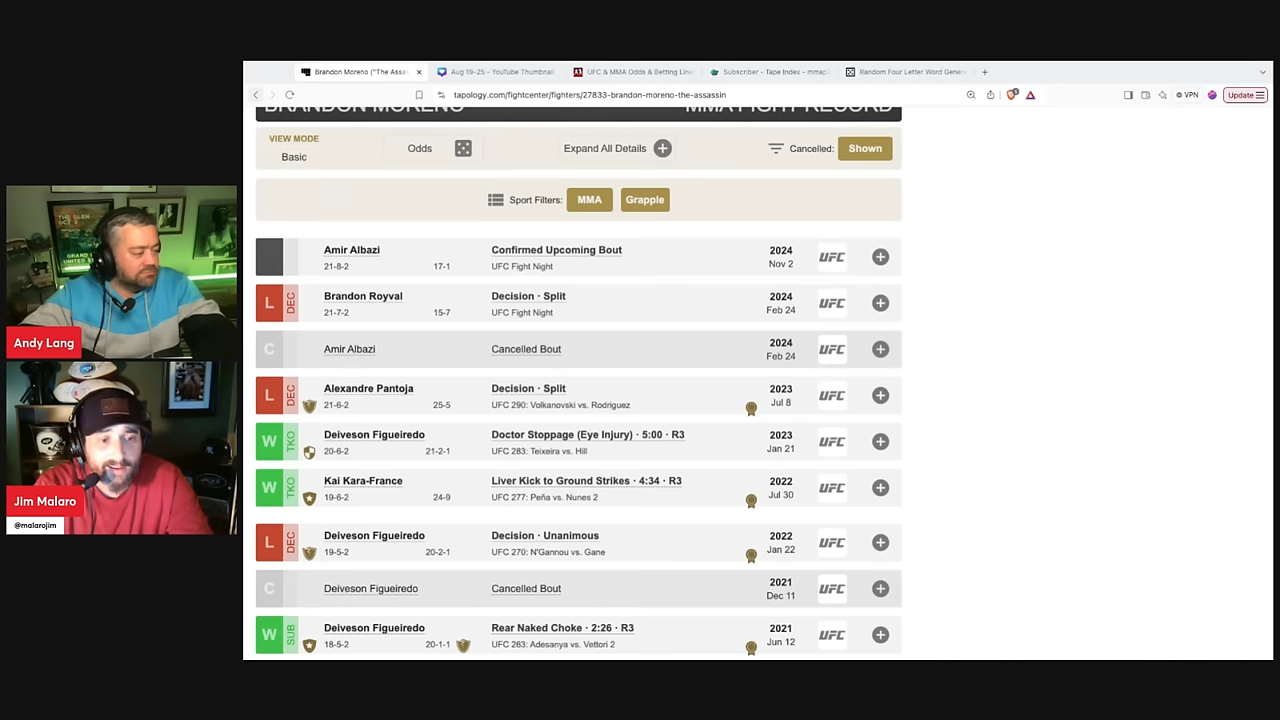 Brandon Moreno ("The Assa
Aug 19-25 - YouTube Thumbnail
UFC & MMA Odds & Betting Line
Subscriber - Tape Index - mmapl
Random Four Letter Word Gener
tapology.com/fightcenter/fighters/27833-brandon-moreno-the-assassin
VPN
Update
BRANDON MORENO
MMA FIGHT RECORD
VIEW MODE
Basic
Odds
Expand All Details
Cancelled:
Shown
Sport Filters:
MMA
Grapple
Amir Albazi
Confirmed Upcoming Bout
2024
21-8-2
17-1
UFC Fight Night
Nov 2
UFC
L
DEC
Brandon Royval
Decision · Split
2024
21-7-2
15-7
UFC Fight Night
Feb 24
UFC
C
Amir Albazi
Cancelled Bout
2024
Feb 24
UFC
L
DEC
Alexandre Pantoja
Decision · Split
2023
21-6-2
25-5
UFC 290: Volkanovski vs. Rodriguez
Jul 8
UFC
W
TKO
Deiveson Figueiredo
Doctor Stoppage (Eye Injury) · 5:00 · R3
2023
20-6-2
21-2-1
UFC 283: Teixeira vs. Hill
Jan 21
UFC
W
TKO
Kai Kara-France
Liver Kick to Ground Strikes · 4:34 · R3
2022
19-6-2
24-9
UFC 277: Peña vs. Nunes 2
Jul 30
UFC
L
DEC
Deiveson Figueiredo
Decision · Unanimous
2022
19-5-2
20-2-1
UFC 270: N'Gannou vs. Gane
Jan 22
UFC
C
Deiveson Figueiredo
Cancelled Bout
2021
Dec 11
UFC
W
SUB
Deiveson Figueiredo
Rear Naked Choke · 2:26 · R3
2021
18-5-2
20-1-1
UFC 263: Adesanya vs. Vettori 2
Jun 12
UFC
THE GLEN
OCT 8
GRAND
UNITED S
Andy Lang
Jim Malaro
@malarojim